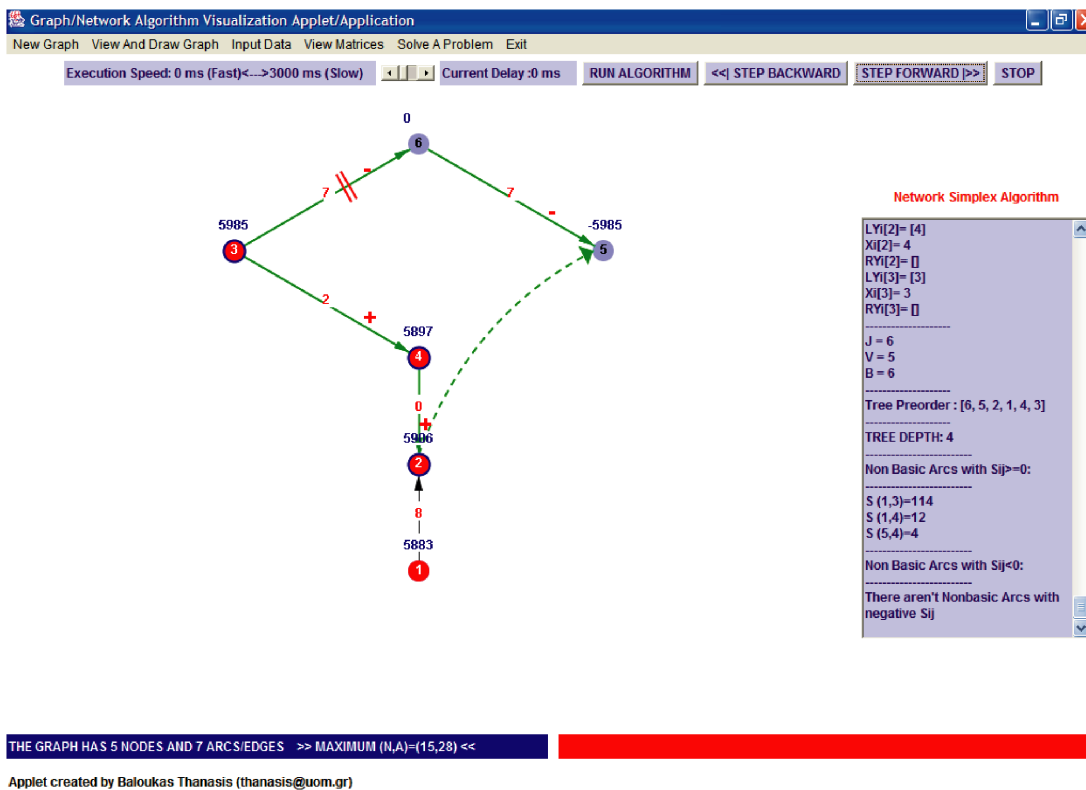 Graph/Network Algorithm Visualization Applet/Application
New Graph View And Draw Graph Input Data View Matrices Solve A Problem Exit
Execution Speed: 0 ms (Fast)<--->3000 ms (Slow) Current Delay :0 ms RUN ALGORITHM <<| STEP BACKWARD STEP FORWARD |>> STOP
0
6
7 - 7 -
5985 -5985
3 5
2 +
5897
4
0
+
2
8
5883
1
Network Simplex Algorithm
LYi[2]= [4]
Xi[2]= 4
RYi[2]= []
LYi[3]= [3]
Xi[3]= 3
RYi[3]= []
--------------------
J = 6
V = 5
B = 6
--------------------
Tree Preorder : [6, 5, 2, 1, 4, 3]
--------------------
TREE DEPTH: 4
-------------------------
Non Basic Arcs with Sij>=0:
-------------------------
S (1,3)=114
S (1,4)=12
S (5,4)=4
-------------------------
Non Basic Arcs with Sij<0:
-------------------------
There aren't Nonbasic Arcs with
negative Sij
THE GRAPH HAS 5 NODES AND 7 ARCS/EDGES >> MAXIMUM (N,A)=(15,28) <<
Applet created by Baloukas Thanasis (thanasis@uom.gr)